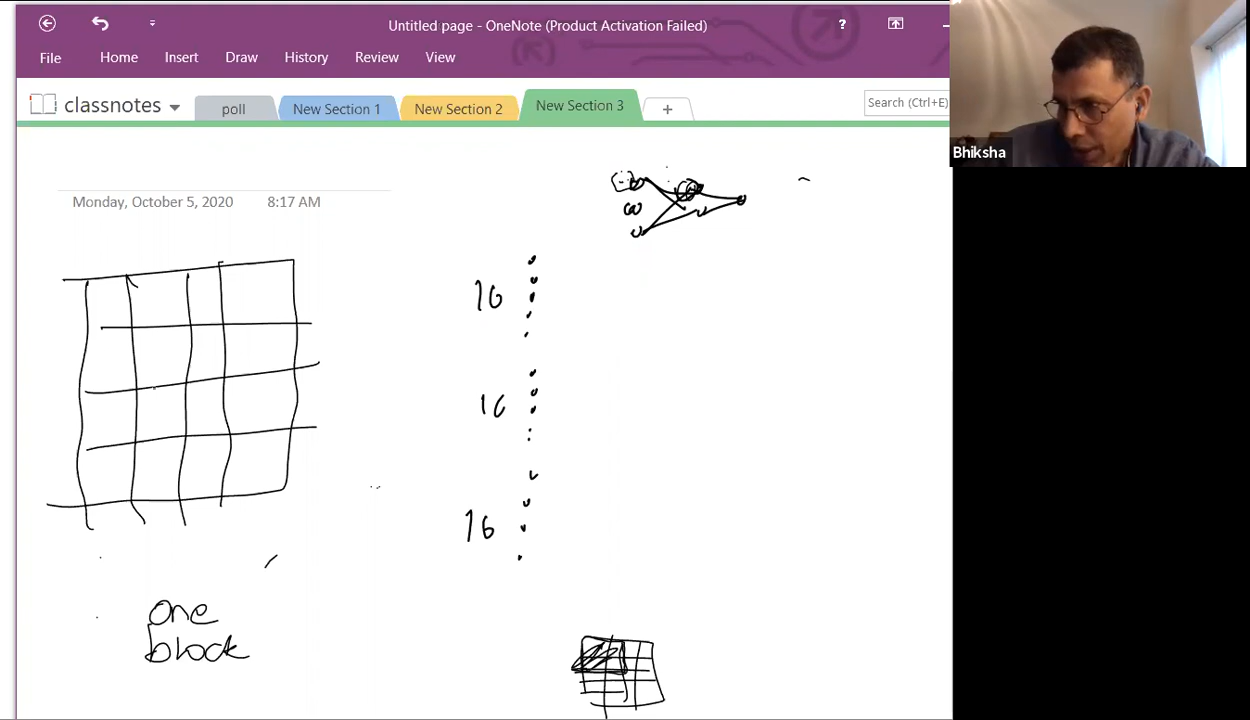 Untitled page - OneNote (Product Activation Failed)
?
File Home Insert Draw History Review View
classnotes
poll
New Section 1
New Section 2
New Section 3
+
Search (Ctrl+E)
Bhiksha
Monday, October 5, 2020 8:17 AM
16
16
16
one
block